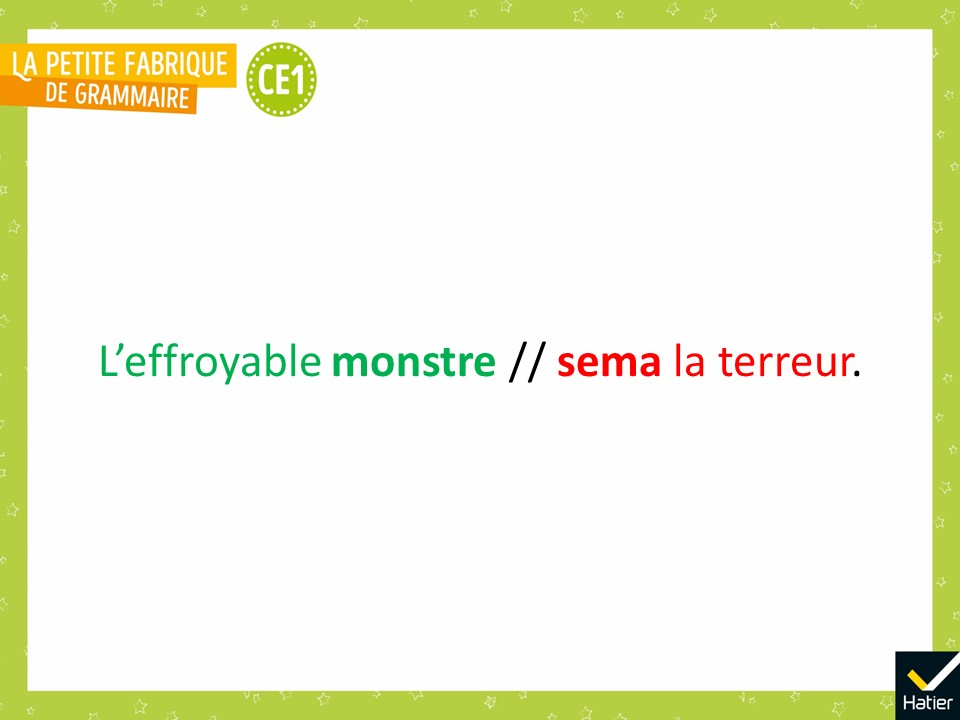 LA PETITE FABRIQUE
DE GRAMMAIRE
CE1
L’effroyable monstre // sema la terreur.
Hatier